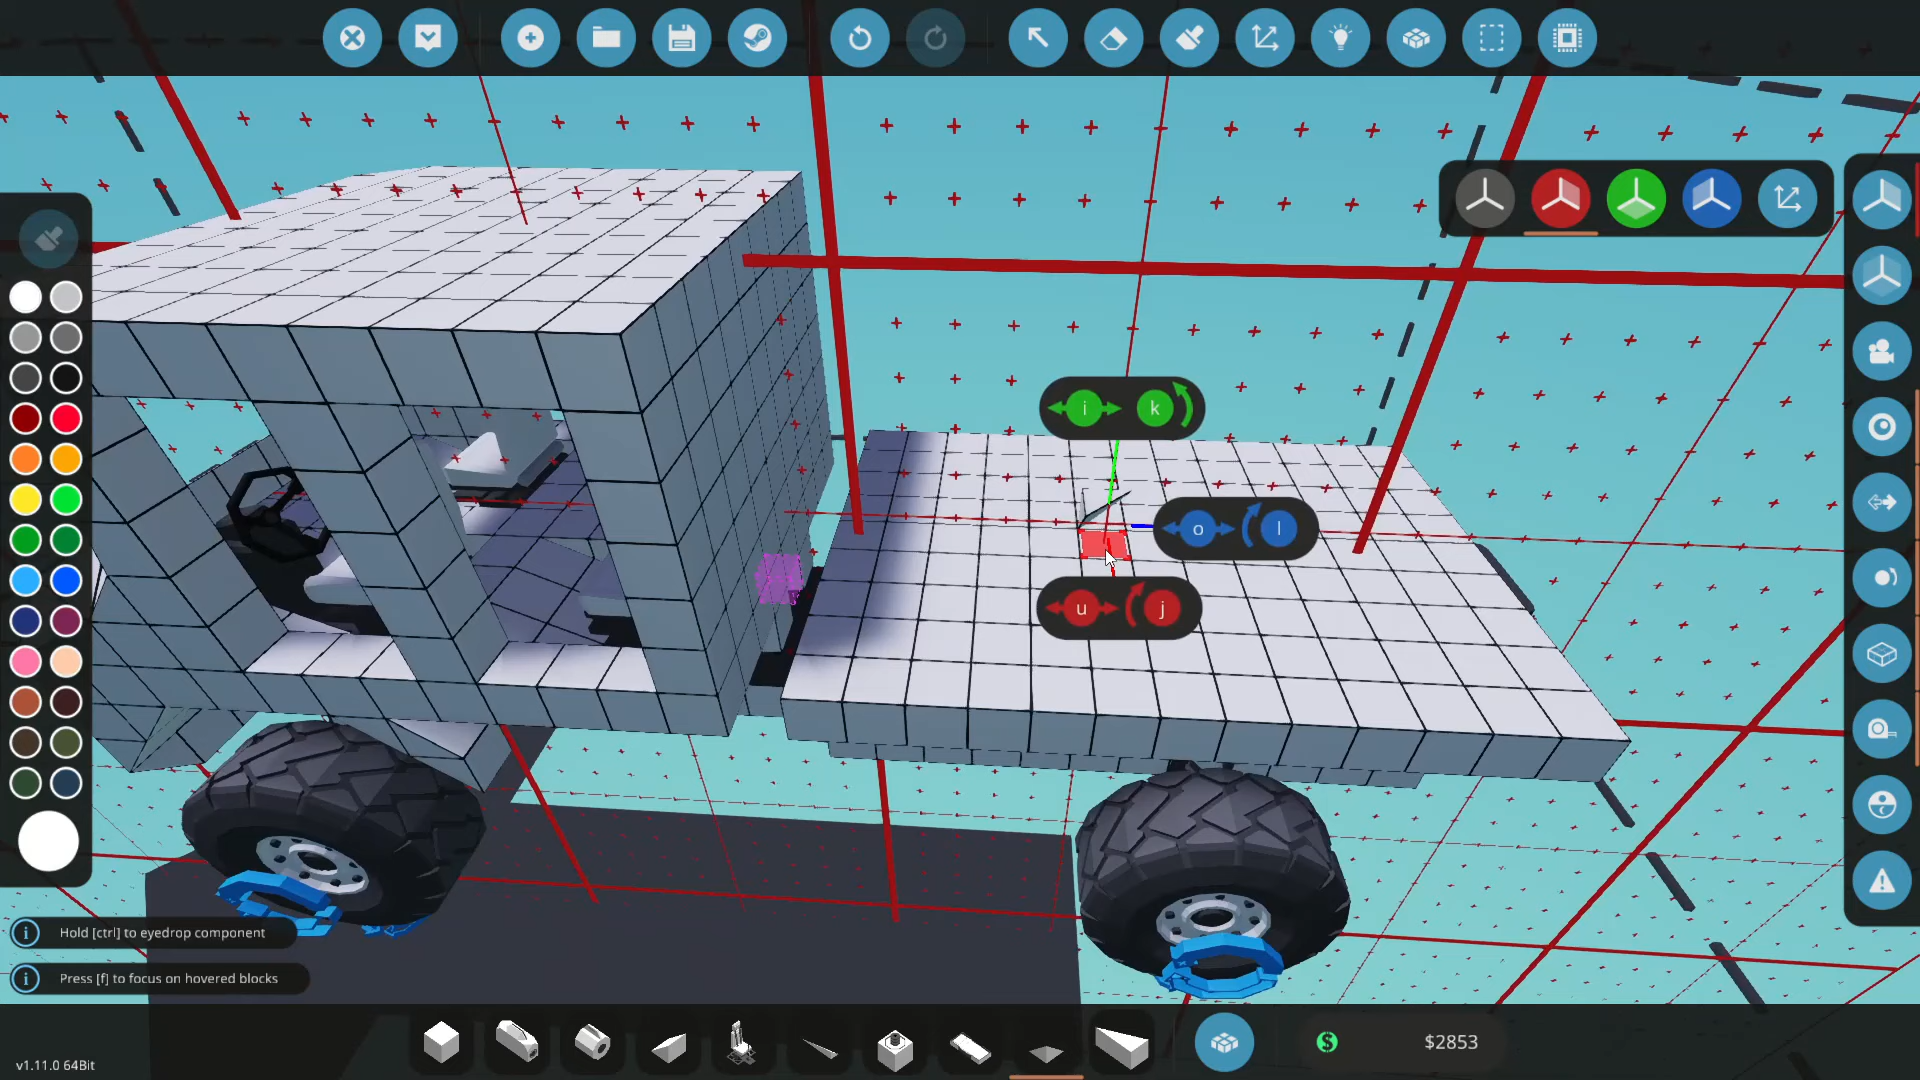 i k
o l
u j
Hold [ctrl] to eyedrop component
Press [f] to focus on hovered blocks
$2853
v1.11.0 64Bit